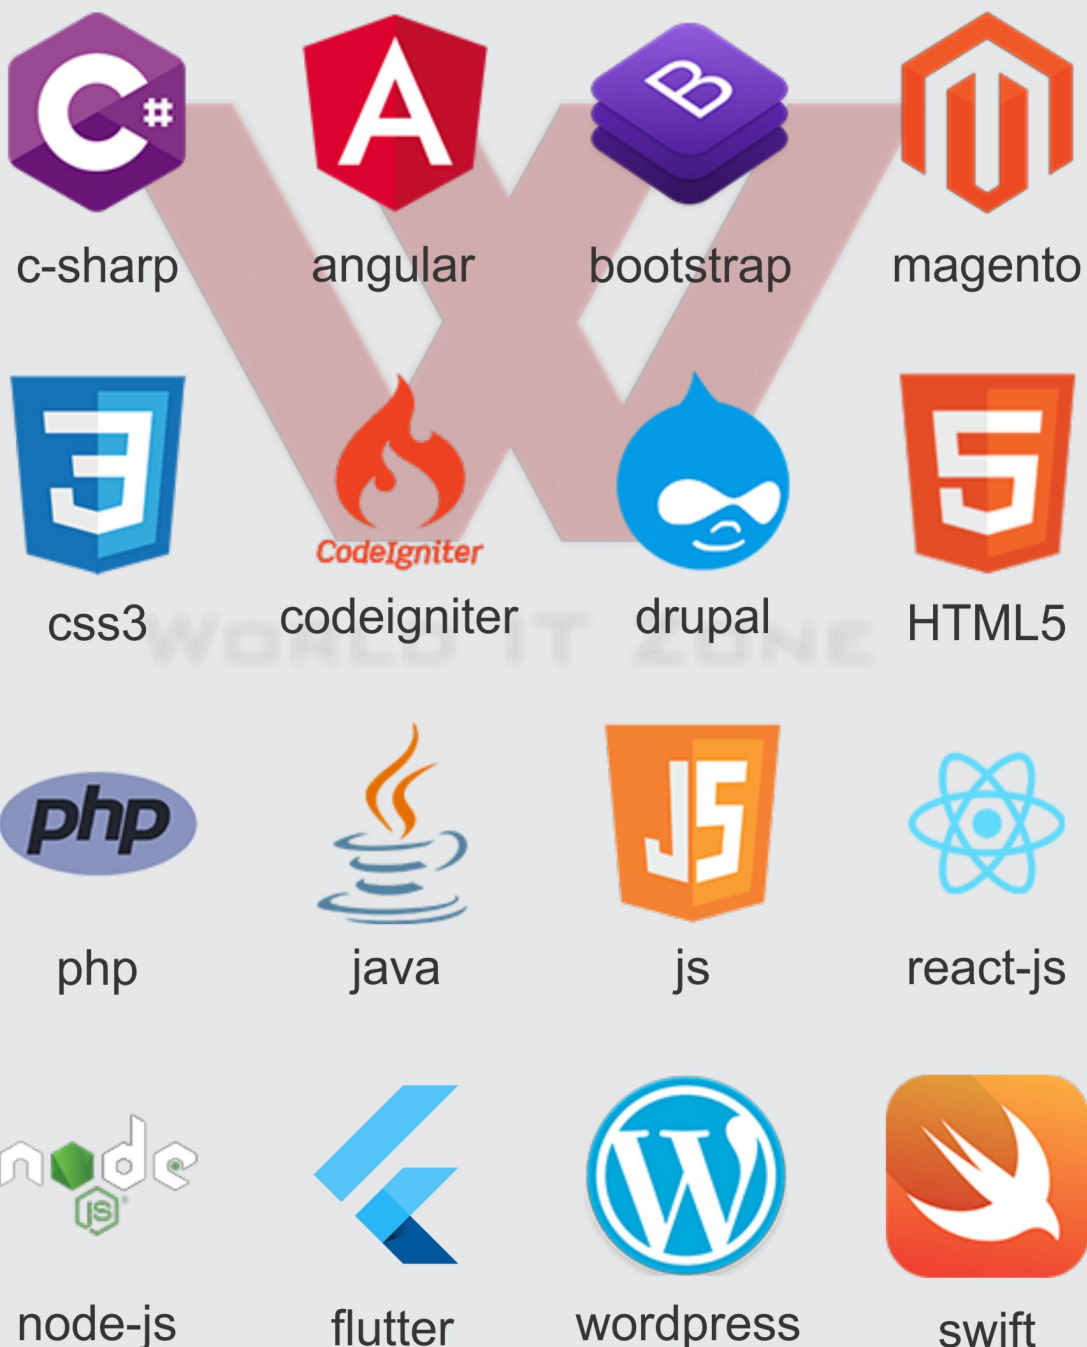 c-sharp angular bootstrap magento
CodeIgniter
css3 codeigniter drupal HTML5
WORLD IT ZONE
php
JS
php java js react-js
node
JS
node-js flutter wordpress swift